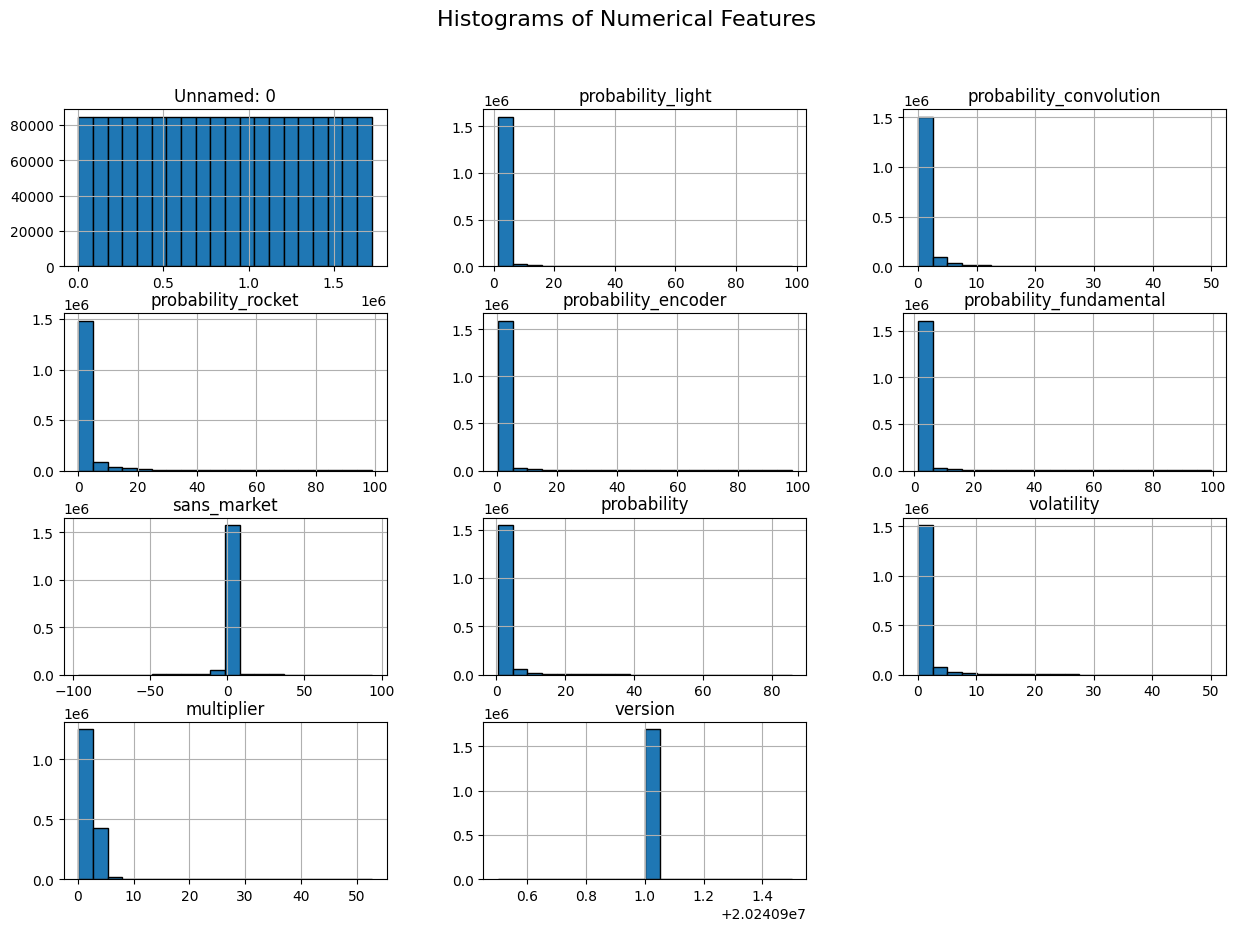 Histograms of Numerical Features
Unnamed: 0
80000
60000
40000
20000
0
0.0 0.5 1.0 1.5
1e6
probability_light
1e6
1.5
1.0
0.5
0.0
0 20 40 60 80 100
probability_convolution
1e6
1.5
1.0
0.5
0.0
0 10 20 30 40 50
probability_rocket
1e6
1.5
1.0
0.5
0.0
0 20 40 60 80 100
probability_encoder
1e6
1.5
1.0
0.5
0.0
0 20 40 60 80 100
probability_fundamental
1e6
1.5
1.0
0.5
0.0
0 20 40 60 80 100
sans_market
1e6
1.5
1.0
0.5
0.0
−100 −50 0 50 100
probability
1e6
1.5
1.0
0.5
0.0
0 20 40 60 80
volatility
1e6
1.5
1.0
0.5
0.0
0 10 20 30 40 50
multiplier
1e6
1.0
0.5
0.0
0 10 20 30 40 50
version
1e6
1.5
1.0
0.5
0.0
0.6 0.8 1.0 1.2 1.4
+2.02409e7